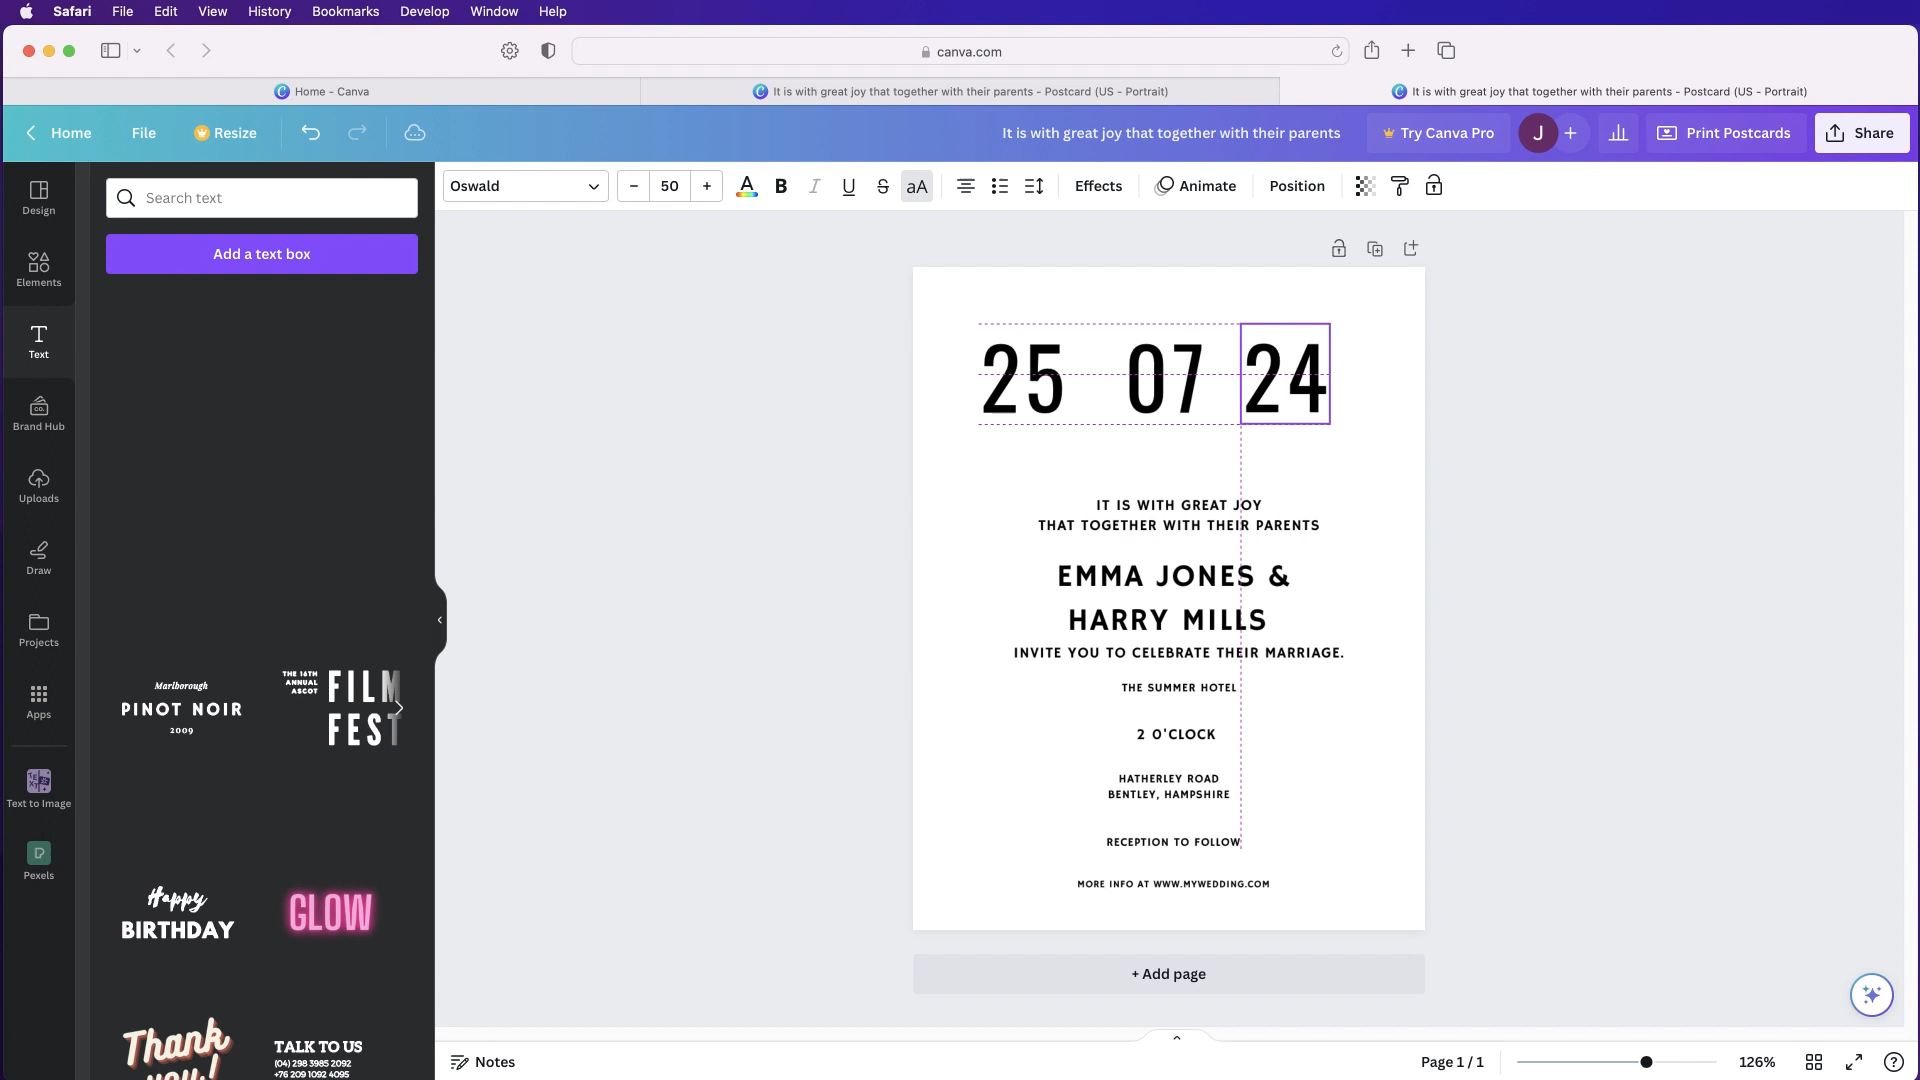 Safari File Edit View History Bookmarks Develop Window Help
canva.com
Home - Canva
It is with great joy that together with their parents - Postcard (US - Portrait)
It is with great joy that together with their parents - Postcard (US - Portrait)
Home File Resize
It is with great joy that together with their parents
Try Canva Pro
J
Print Postcards
Share
Oswald
- 50 +
A B I U S aA
Effects
Animate
Position
Search text
Add a text box
Design
Elements
Text
Brand Hub
CO.
Uploads
Draw
Projects
Apps
Text to Image
Pexels
Marlborough
PINOT NOIR
2009
THE 16TH
ANNUAL
ASCOT
FILM
FEST
Happy
BIRTHDAY
GLOW
Thank
you!
TALK TO US
(04) 298 3985 2092
+76 209 1092 4095
25 07 24
IT IS WITH GREAT JOY
THAT TOGETHER WITH THEIR PARENTS
EMMA JONES &
HARRY MILLS
INVITE YOU TO CELEBRATE THEIR MARRIAGE.
THE SUMMER HOTEL
2 O'CLOCK
HATHERLEY ROAD
BENTLEY, HAMPSHIRE
RECEPTION TO FOLLOW
MORE INFO AT WWW.MYWEDDING.COM
+ Add page
Notes
Page 1 / 1
126%